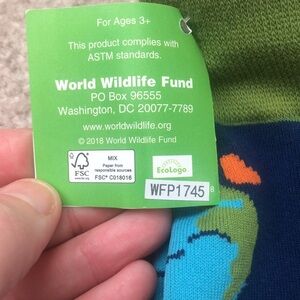 For Ages 3+
This product complies with
ASTM standards.
World Wildlife Fund
PO Box 96555
Washington, DC 20077-7789
www.worldwildlife.org
© 2018 World Wildlife Fund
FSC
MIX
Paper from
responsible sources
FSC® C018016
EcoLogo
WFP1745
8